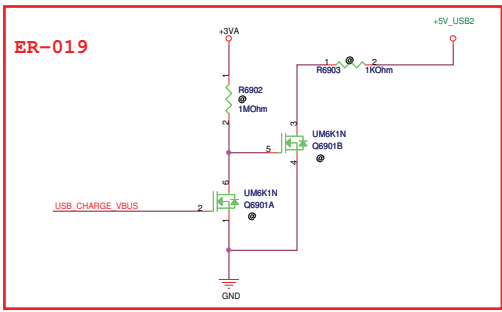 ER-019
+3VA
+5V_USB2
1
@
2
R6903
1KOhm
1
R6902
@
1MOhm
2
3
5
UM6K1N
Q6901B
4
@
6
UM6K1N
USB_CHARGE_VBUS
2
Q6901A
1
@
GND